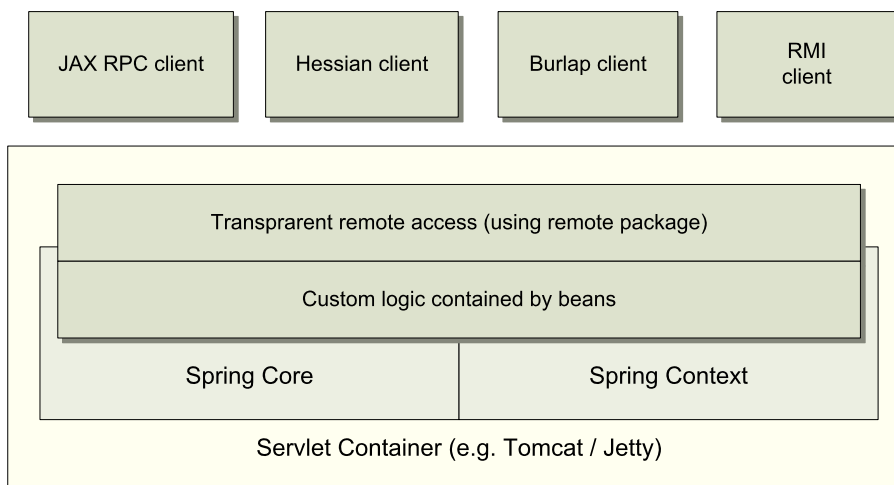 JAX RPC client
Hessian client
Burlap client
RMI
client
Transprarent remote access (using remote package)
Custom logic contained by beans
Spring Core
Spring Context
Servlet Container (e.g. Tomcat / Jetty)